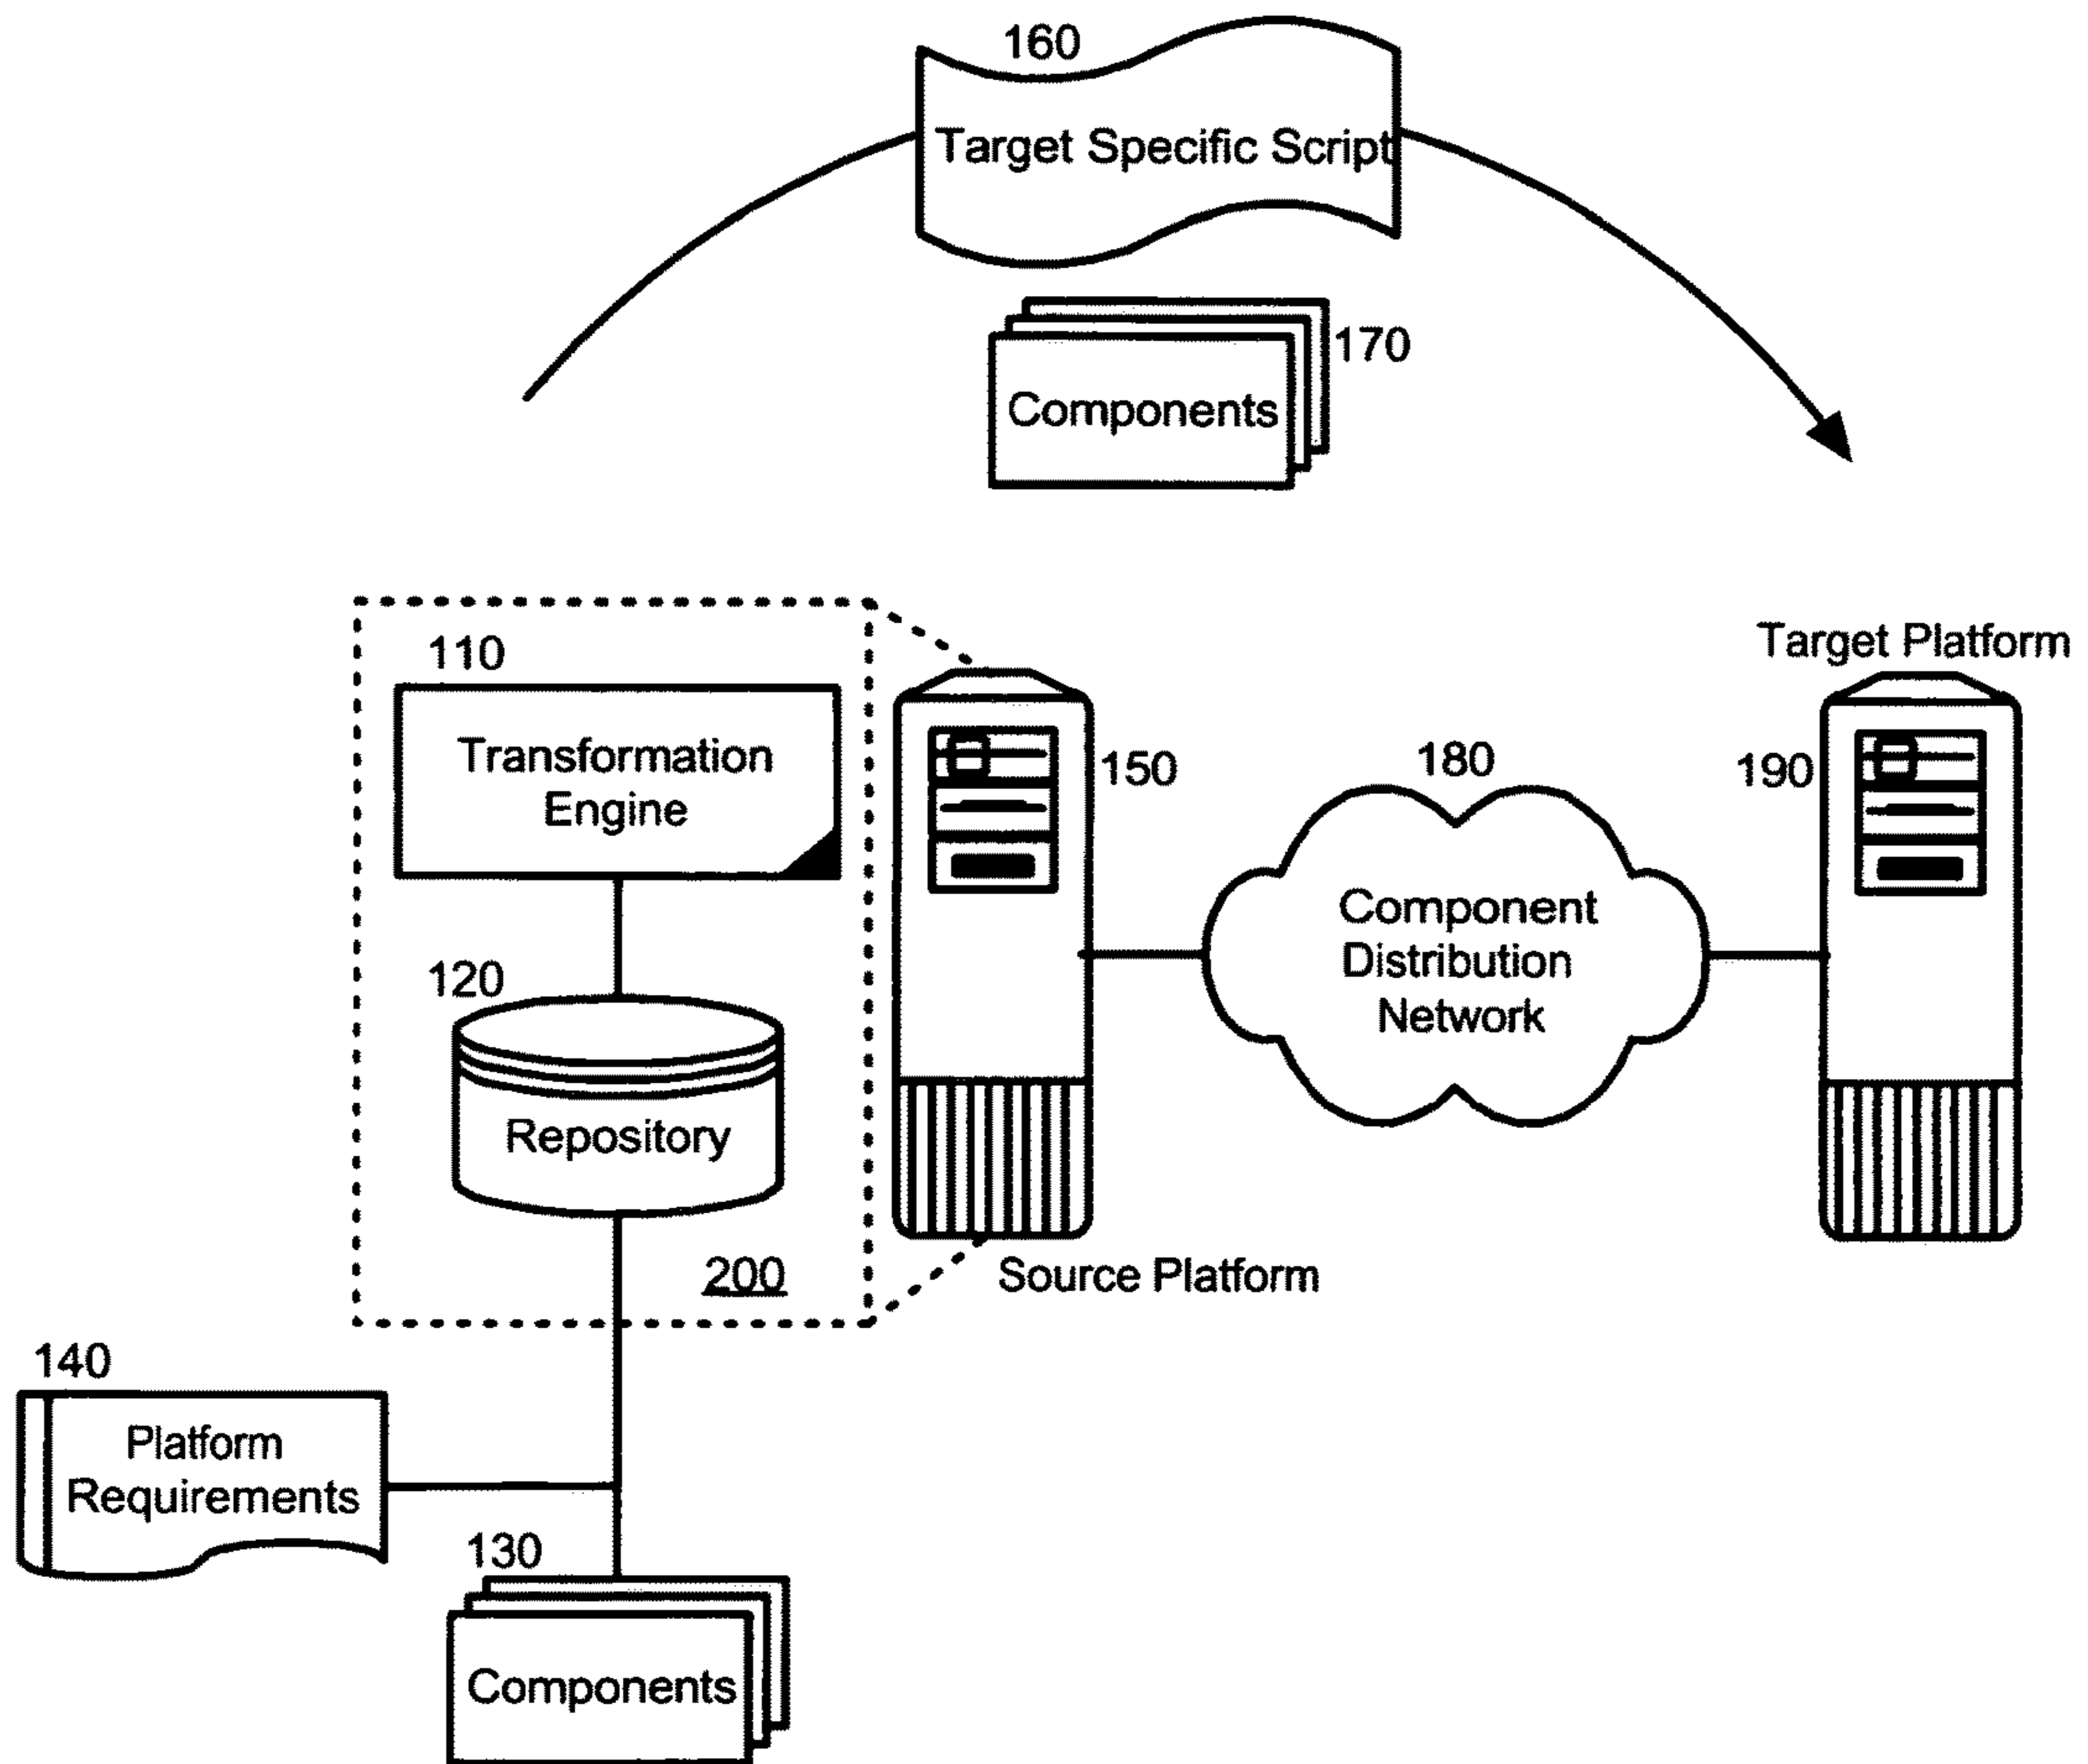 160
Target Specific Script
170
Components
110
Transformation
Engine
120
Repository
200
150
Source Platform
180
Component
Distribution
Network
Target Platform
190
140
Platform
Requirements
130
Components